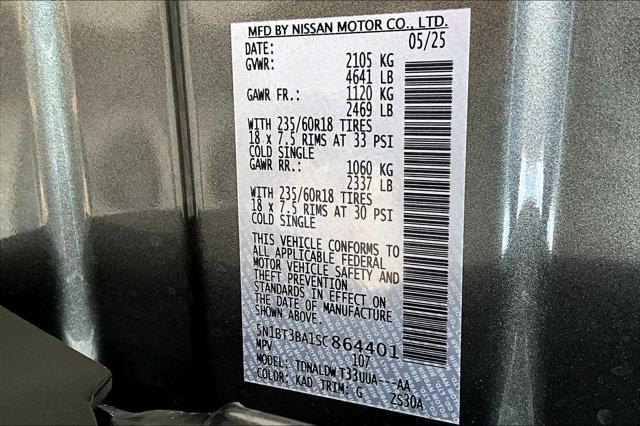 MFD BY NISSAN MOTOR CO., LTD.
DATE: 05/25
GVWR: 2105 KG
4641 LB
GAWR FR.: 1120 KG
2469 LB
WITH 235/60R18 TIRES
18 x 7.5 RIMS AT 33 PSI
COLD SINGLE
GAWR RR.: 1060 KG
2337 LB
WITH 235/60R18 TIRES
18 x 7.5 RIMS AT 30 PSI
COLD SINGLE
THIS VEHICLE CONFORMS TO
ALL APPLICABLE FEDERAL
MOTOR VEHICLE SAFETY AND
THEFT PREVENTION
STANDARDS IN EFFECT ON
THE DATE OF MANUFACTURE
SHOWN ABOVE.
5N1BT3BA1SC864401
MPV 107
MODEL: TDNALDWT33UUA---AA
COLOR: KAD TRIM: G ZS30A